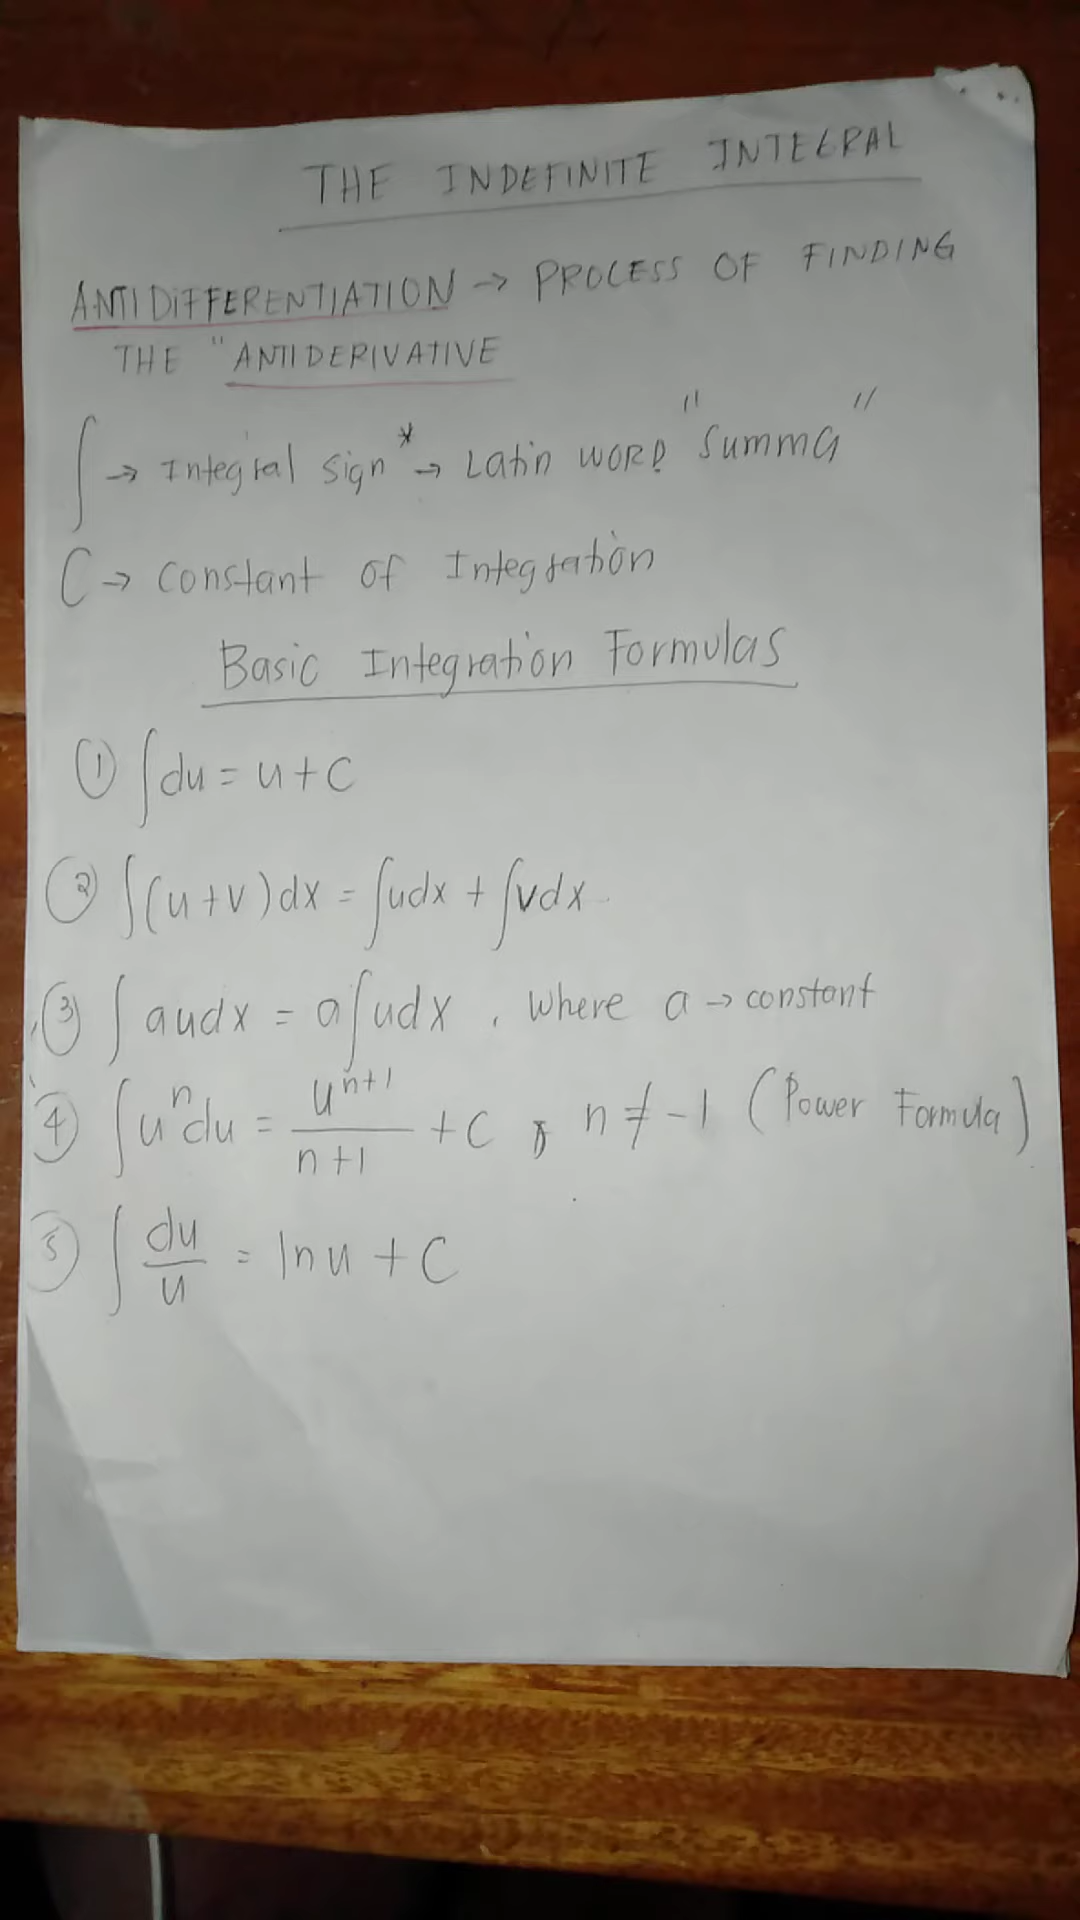 THE INDEFINITE INTEGRAL
ANTIDIFFERENTIATION → PROCESS OF FINDING
THE "ANTIDERIVATIVE
∫ → Integral sign* → Latin WORD "Summa"
C → constant of Integration
Basic Integration Formulas
① ∫du = u + C
② ∫(u+v)dx = ∫udx + ∫vdx
③ ∫audx = a∫udx, where a → constant
④ ∫uⁿdu = uⁿ⁺¹/n+1 + C, n ≠ -1 (Power Formula)
⑤ ∫du/u = ln u + C